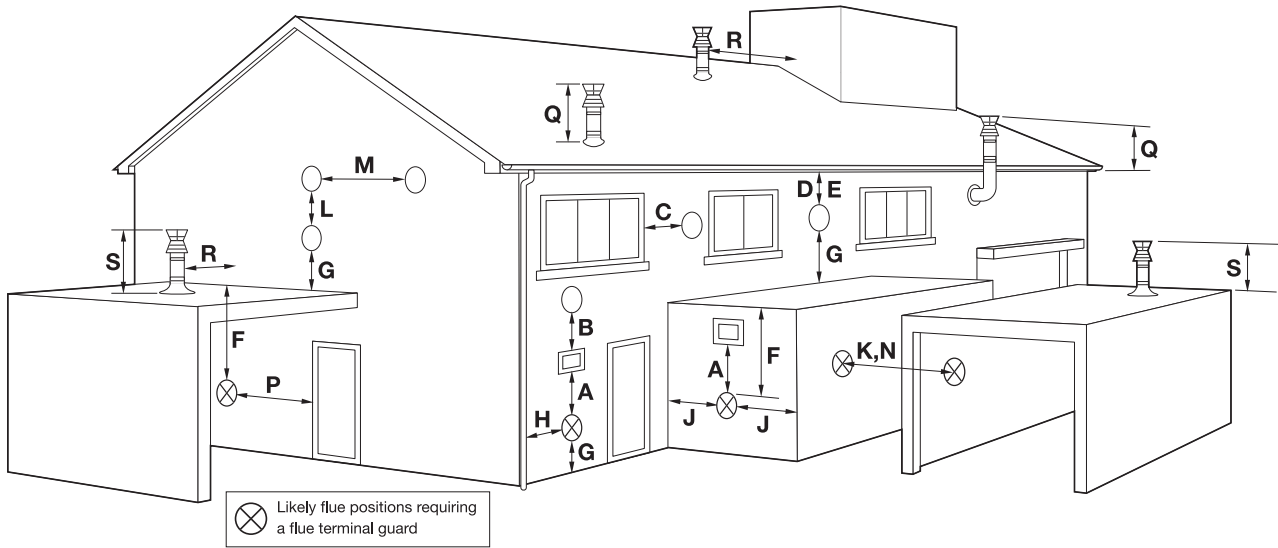 R
Q
Q
M
D E
C
L
G
G
S
R
S
B
F
F
K,N
A
A
P
H
J
J
G
Likely flue positions requiring
a flue terminal guard